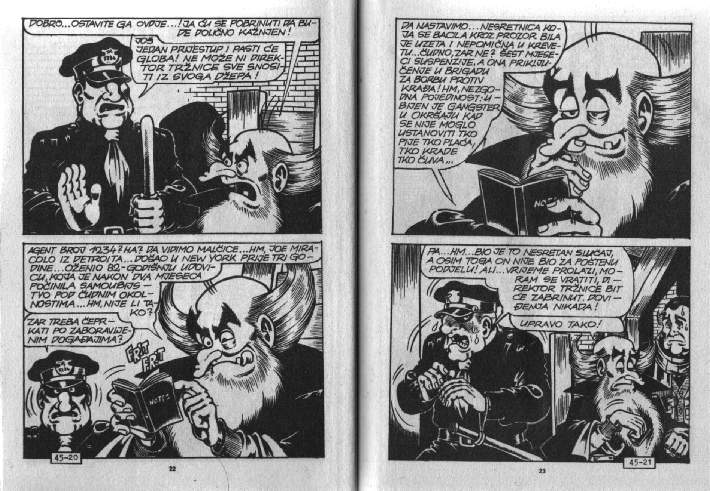 DOBRO...OSTAVITE GA OVDJE...! JA ĆU SE POBRINUTI DA BU-
DE DOLIČNO KAŽNJEN!
JOŠ
JEDAN PRIJESTUP I PAST ĆE
GLOBA! NE MOŽE NI DIREK-
TOR TRŽNICE SVE SNOSI-
TI IZ SVOGA DŽEPA!
AGENT BROJ 1234? HA? DA VIDIMO MALČICE...HM, JOE MIRA-
COLO IZ DETROITA...DOŠAO U NEW YORK PRIJE TRI GO-
DINE...OŽENIO 82-GODIŠNJU UDOVI-
CU, KOJA JE NAKON DVA MJESECA
POČINILA SAMOUBIJS-
TVO POD ČUDNIM OKOL-
NOSTIMA...HM, NIJE LI TA-
KO?
ZAR TREBA ČEPR-
KATI PO ZABORAVLJE-
NIM DOGAĐAJIMA?
FRT
FRT
NOTES
45-20
22
DA NASTAVIMO...NESRETNICA KO-
JA SE BACILA KROZ PROZOR BILA
JE UZETA I NEPOMIČNA U KREVE-
TU...ČUDNO, ZAR NE? ŠEST MJESE-
CI SUSPENZIJE, A ONDA PRIKLJU-
ČENJE U BRIGADU
ZA BORBU PROTIV
KRAĐA! HM, NEZGO-
DNA POJEDINOST: U-
BIJEN JE GANGSTER
U OKRŠAJU KAD
SE NIJE MOGLO
USTANOVITI TKO
PIJE TKO PLAĆA,
TKO KRADE
TKO ČUVA...
PA...HM...BIO JE TO NESRETAN SLUČAJ,
A OSIM TOGA ON NIJE BIO ZA POŠTENU
PODJELU! ALI...VRIJEME PROLAZI, MO-
RAM SE VRATITI, DI-
REKTOR TRŽNICE BIT
ĆE ZABRINUT. DOVI-
ĐENJA NIKADA!
UPRAVO TAKO!
23
45-21